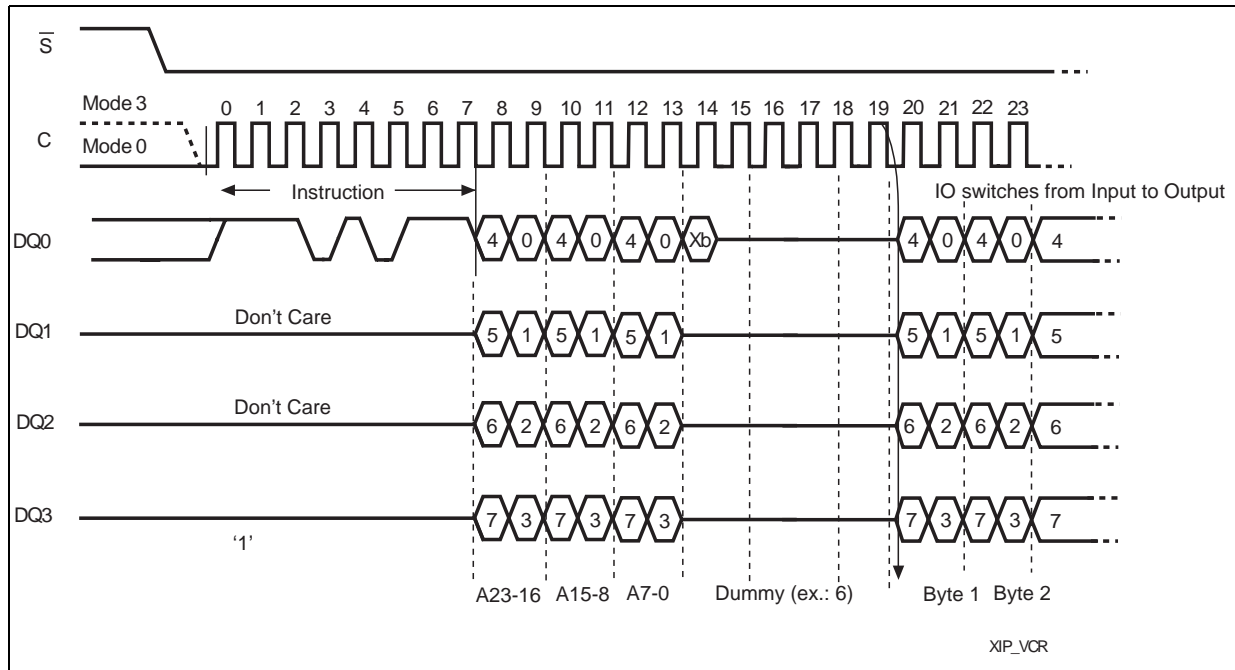 S
Mode 3
0 1 2 3 4 5 6 7 8 9 10 11 12 13 14 15 16 17 18 19 20 21 22 23
C
Mode 0
Instruction
IO switches from Input to Output
DQ0
4 0 4 0 4 0 Xb 4 0 4 0 4
Don't Care
DQ1
5 1 5 1 5 1 5 1 5 1 5
Don't Care
DQ2
6 2 6 2 6 2 6 2 6 2 6
DQ3
7 3 7 3 7 3 7 3 7 3 7
‘1’
A23-16 A15-8 A7-0 Dummy (ex.: 6) Byte 1 Byte 2
XIP_VCR